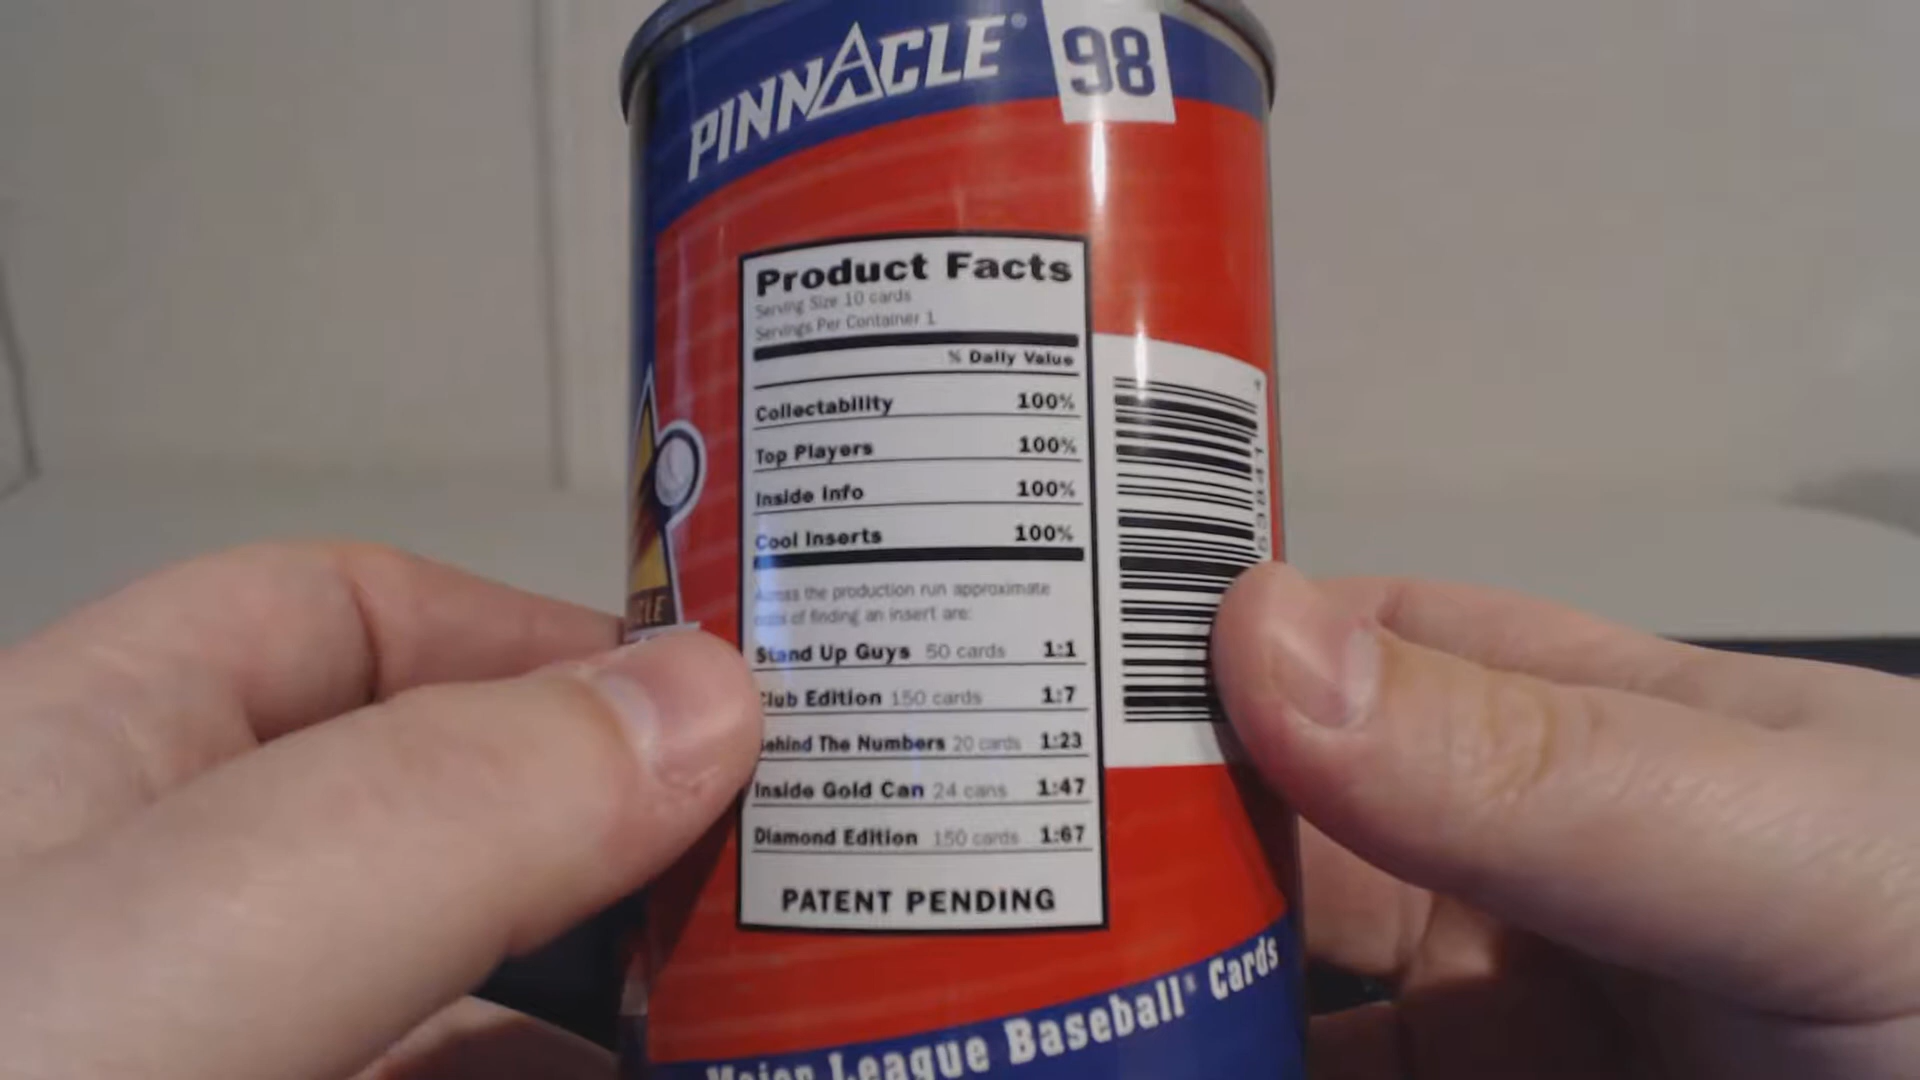 PINNACLE® 98
Product Facts
Serving Size 10 cards
Servings Per Container 1
% Daily Value
Collectability 100%
Top Players 100%
Inside Info 100%
Cool Inserts 100%
the production run approximate
of finding an insert are:
Stand Up Guys 50 cards 1:1
Club Edition 150 cards 1:7
Behind The Numbers 20 cards 1:23
Inside Gold Can 24 cans 1:47
Diamond Edition 150 cards 1:67
PATENT PENDING
Major League Baseball® Cards